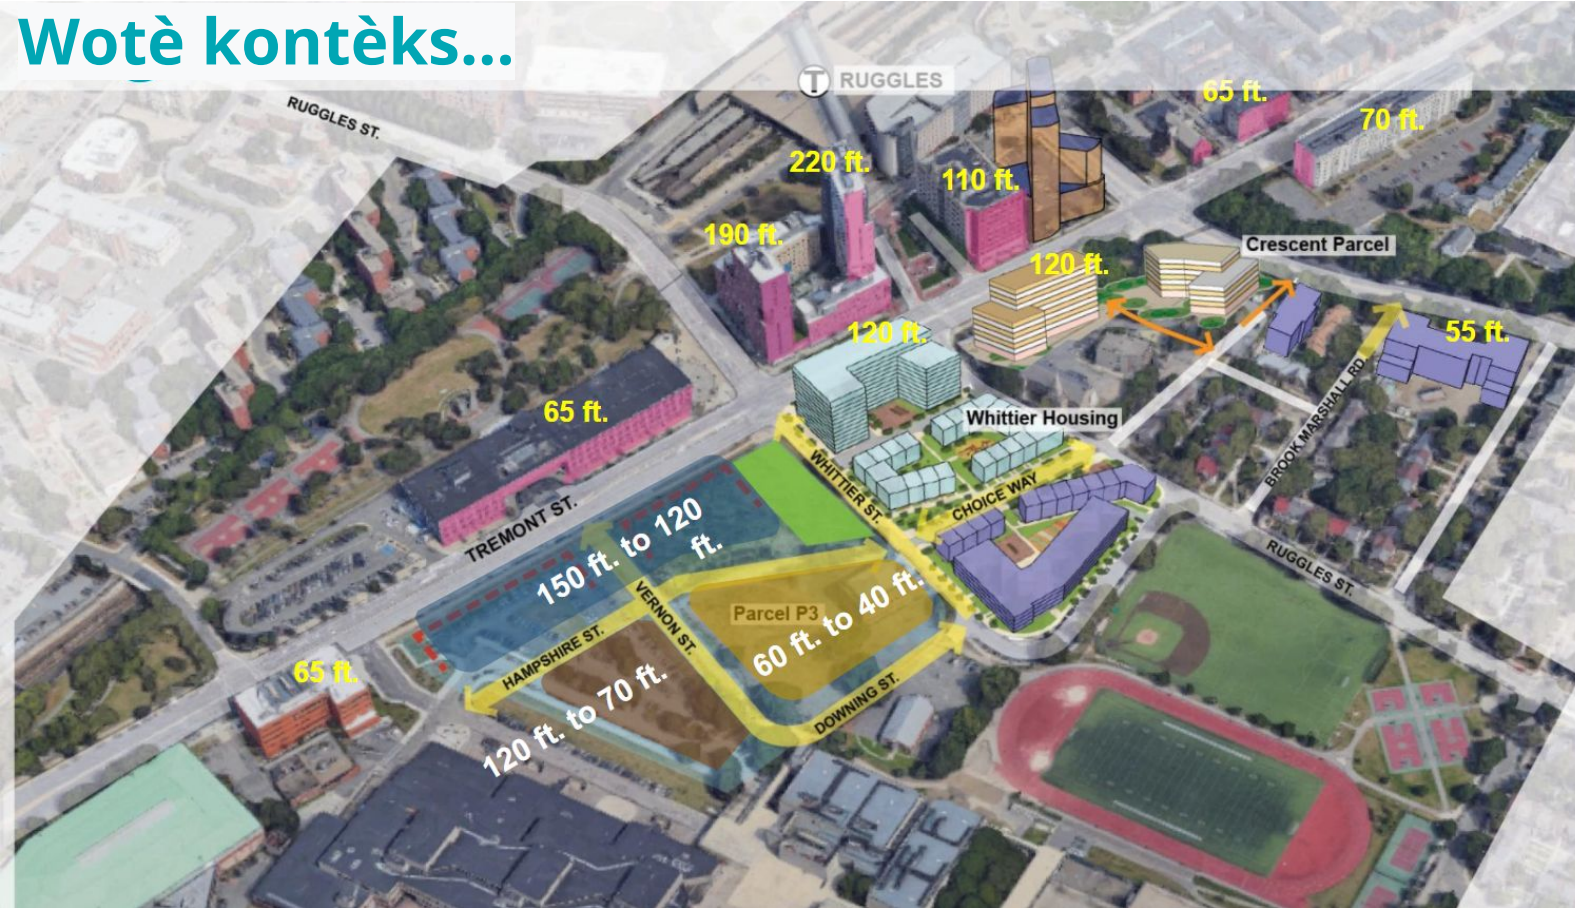 Wotè kontèks...
RUGGLES ST.
T RUGGLES
65 ft.
70 ft.
220 ft.
110 ft.
190 ft.
Crescent Parcel
120 ft.
120 ft.
55 ft.
65 ft.
Whittier Housing
BROOK MARSHALL RD
WHITTIER ST.
CHOICE WAY
TREMONT ST.
150 ft. to 120
ft.
RUGGLES ST.
VERNON ST.
Parcel P3
60 ft. to 40 ft.
HAMPSHIRE ST.
65 ft.
120 ft. to 70 ft.
DOWNING ST.